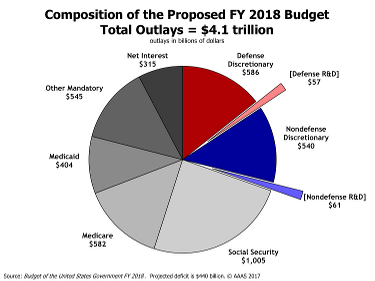 Composition of the Proposed FY 2018 Budget
Total Outlays = $4.1 trillion
outlays in billions of dollars
Net Interest
$315
Defense
Discretionary
$586
[Defense R&D]
$57
Other Mandatory
$545
Nondefense
Discretionary
$540
Medicaid
$404
[Nondefense R&D]
$61
Medicare
$582
Social Security
$1,005
Source: Budget of the United States Government FY 2018. Projected deficit is $440 billion. © AAAS 2017